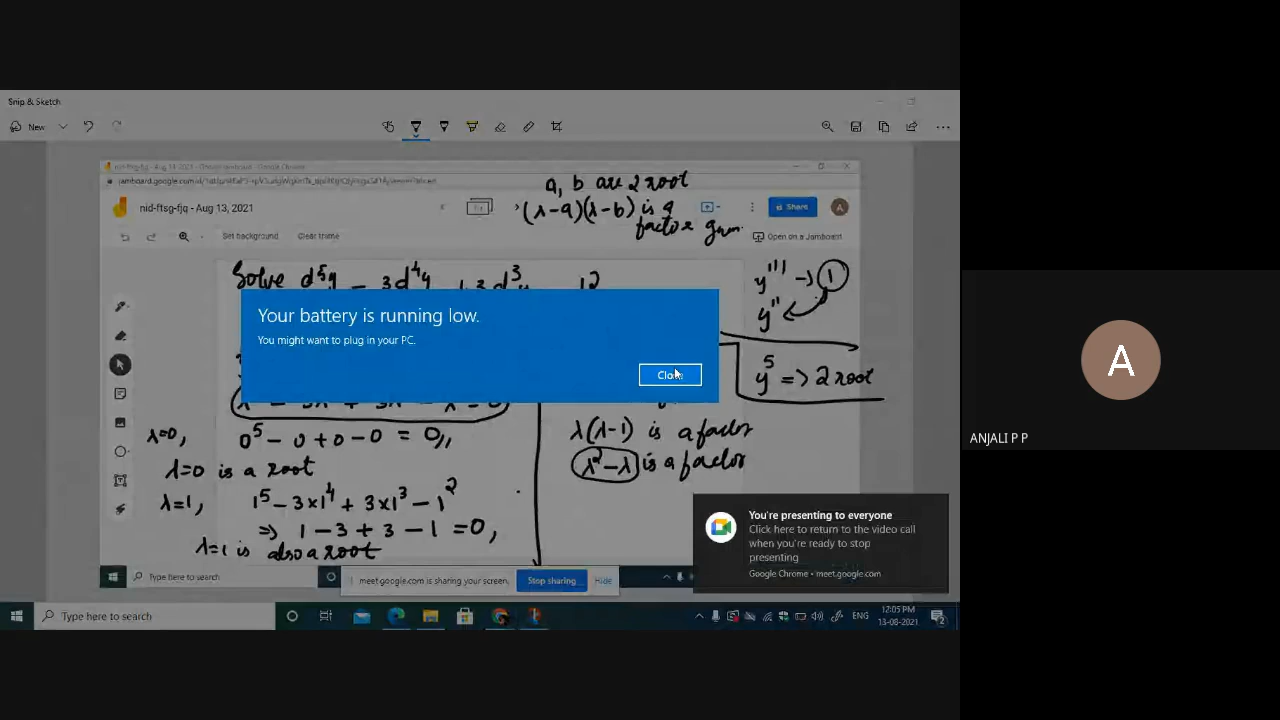 Snip & Sketch
New
nid-ftsg-fjq - Aug 13, 2021
Set background
Clear frame
Share
A
Open on a Jamboard
a, b are 2 root
(λ-a)(λ-b) is a
factor
Solve d⁵y - 3d⁴y + 3d³y
y''' -> 1
y''
y⁵ => 2 root
Your battery is running low.
You might want to plug in your PC.
Close
λ=0, 0⁵ - 0 + 0 - 0 = 0,,
λ=0 is a root
λ=1, 1⁵ - 3×1⁴ + 3×1³ - 1²
=> 1 - 3 + 3 - 1 = 0,
λ=1 is also a root
λ(λ-1) is a factor
λ²-λ is a factor
You're presenting to everyone
Click here to return to the video call
when you're ready to stop
presenting
Google Chrome • meet.google.com
Type here to search
meet.google.com is sharing your screen.
Stop sharing
Hide
Type here to search
ENG
12:05 PM
13-08-2021
2
A
ANJALI P P